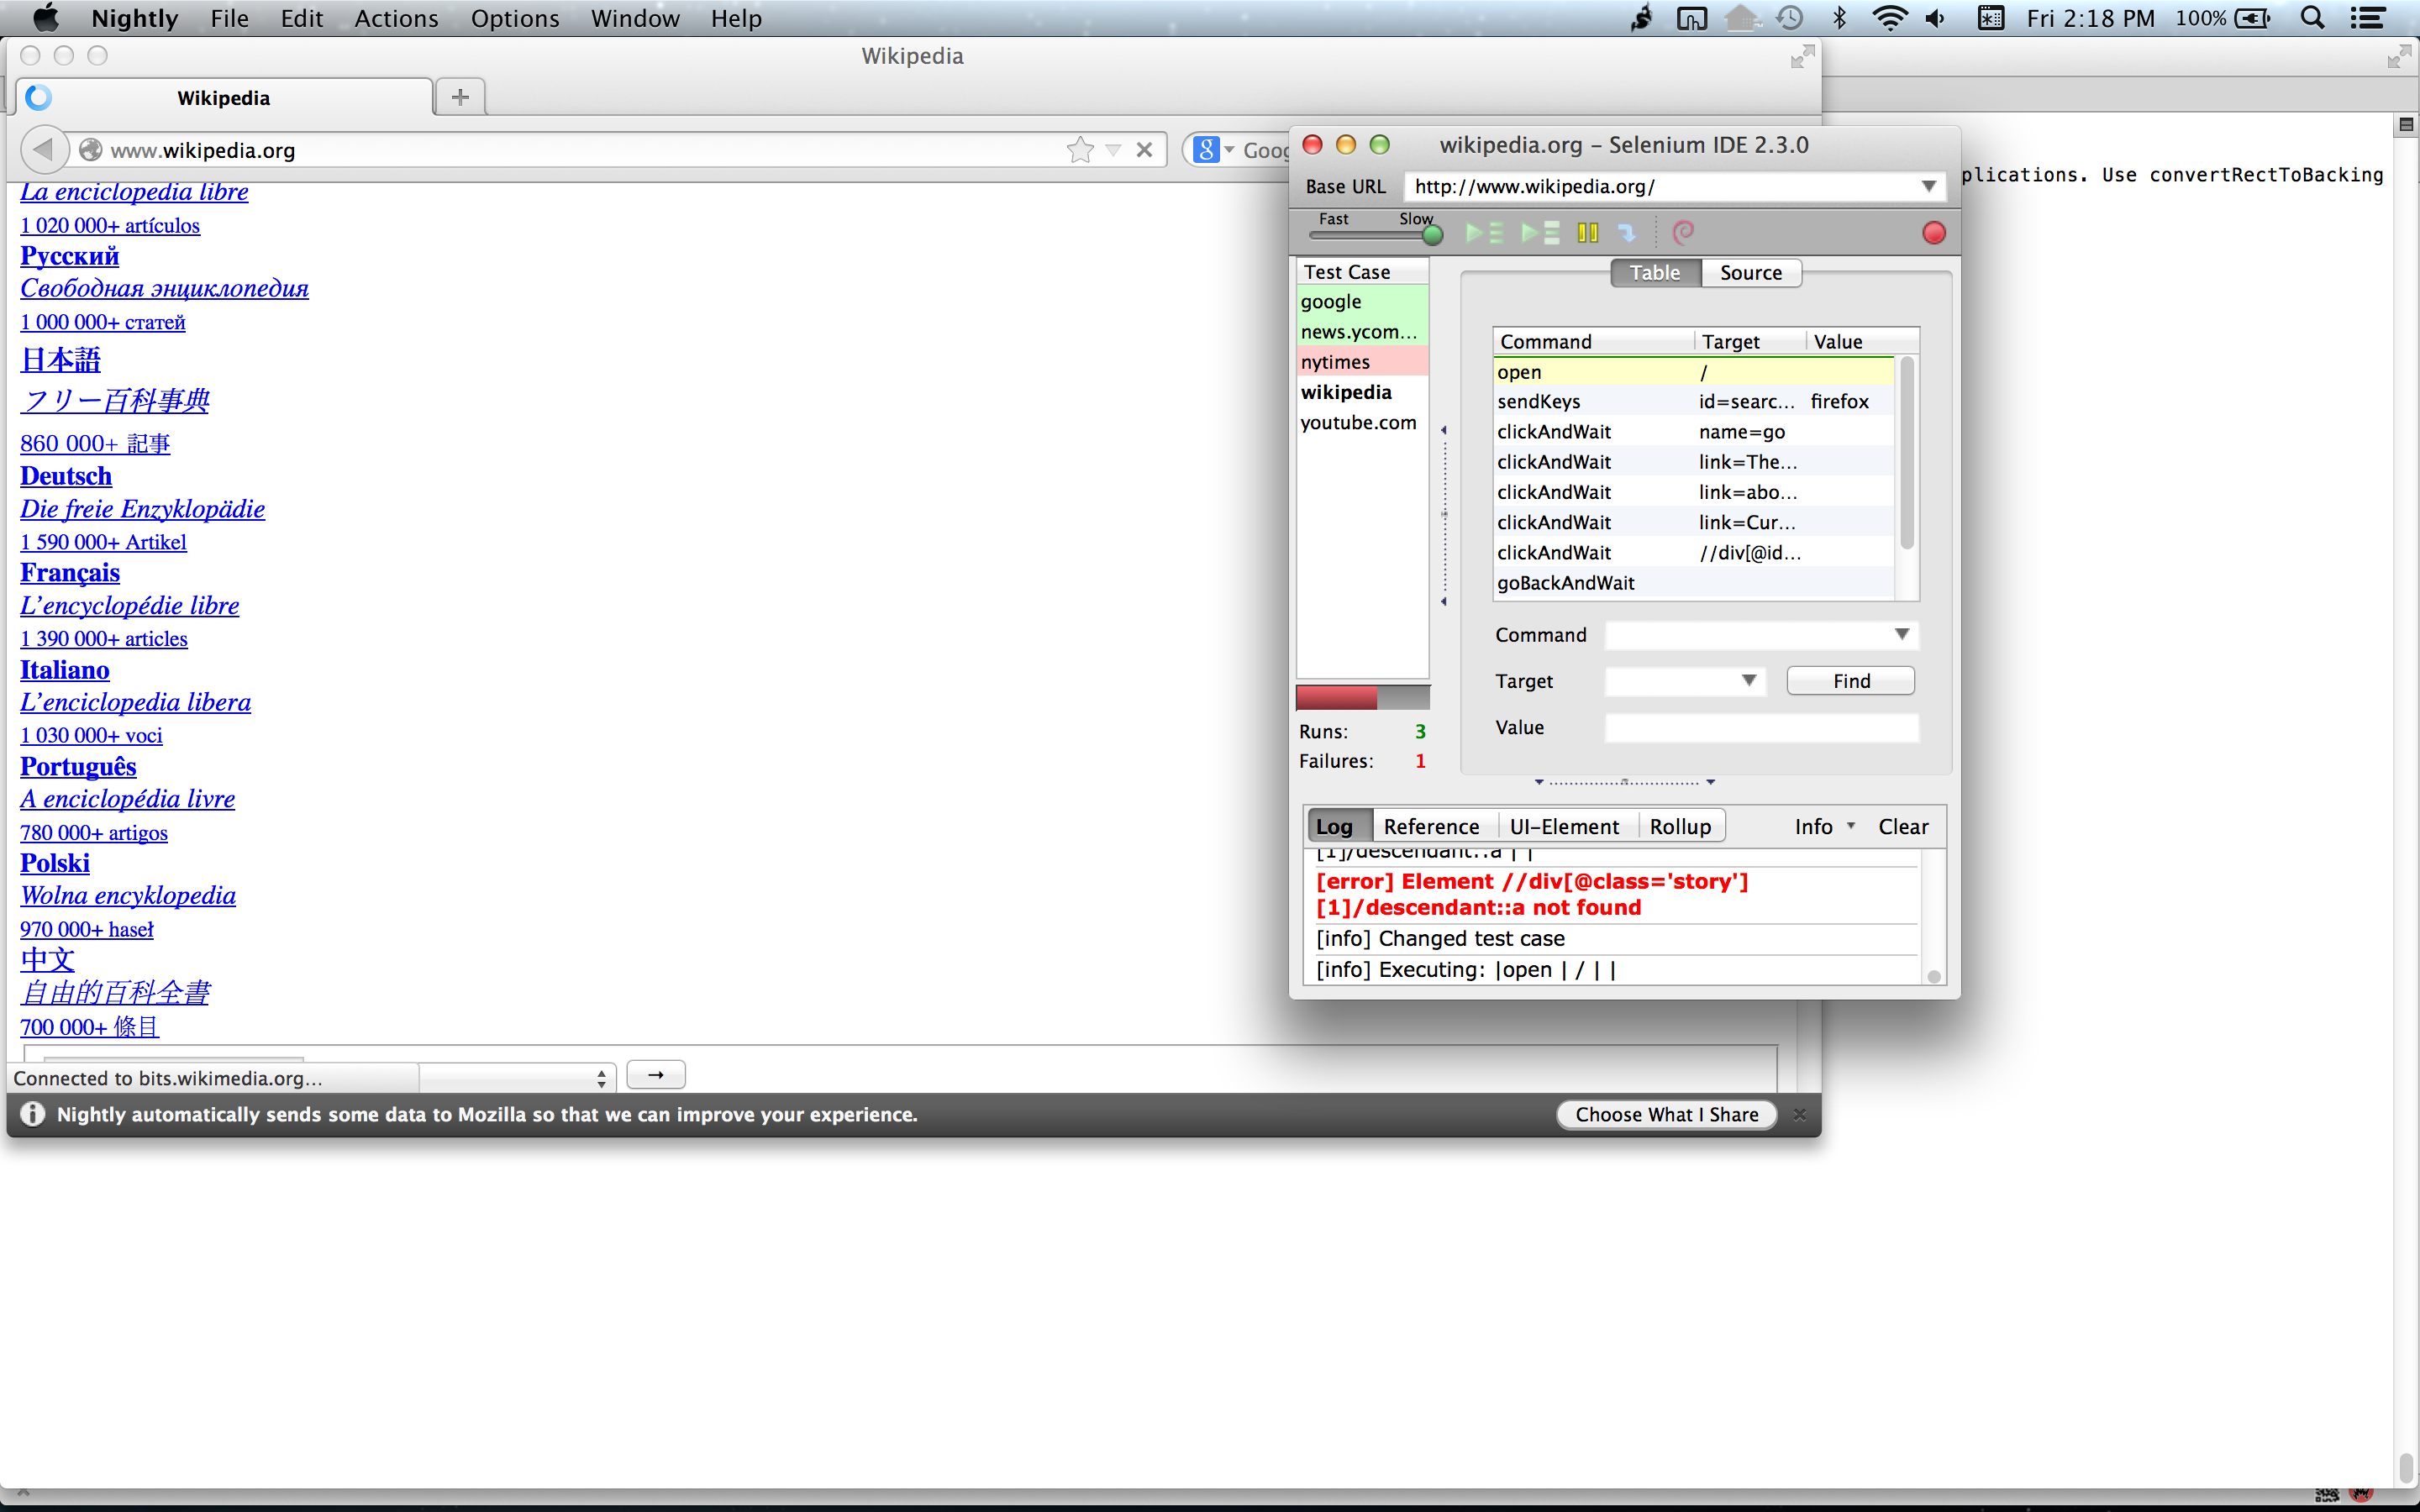 Nightly File Edit Actions Options Window Help Fri 2:18 PM 100%
Wikipedia
Wikipedia
www.wikipedia.org
La enciclopedia libre
1 020 000+ artículos
Русский
Свободная энциклопедия
1 000 000+ статей
日本語
フリー百科事典
860 000+ 記事
Deutsch
Die freie Enzyklopädie
1 590 000+ Artikel
Français
L'encyclopédie libre
1 390 000+ articles
Italiano
L'enciclopedia libera
1 030 000+ voci
Português
A enciclopédia livre
780 000+ artigos
Polski
Wolna encyklopedia
970 000+ haseł
中文
自由的百科全書
700 000+ 條目
Connected to bits.wikimedia.org...
→
Nightly automatically sends some data to Mozilla so that we can improve your experience.
Choose What I Share
wikipedia.org – Selenium IDE 2.3.0
Base URL http://www.wikipedia.org/
Fast Slow
Test Case
google
news.ycom...
nytimes
wikipedia
youtube.com
Runs: 3
Failures: 1
Table Source
Command Target Value
open /
sendKeys id=searc... firefox
clickAndWait name=go
clickAndWait link=The...
clickAndWait link=abo...
clickAndWait link=Cur...
clickAndWait //div[@id...
goBackAndWait
Command
Target Find
Value
Log Reference UI-Element Rollup Info Clear
[1]/descendant::a | |
[error] Element //div[@class='story']
[1]/descendant::a not found
[info] Changed test case
[info] Executing: |open | / | |
plications. Use convertRectToBacking